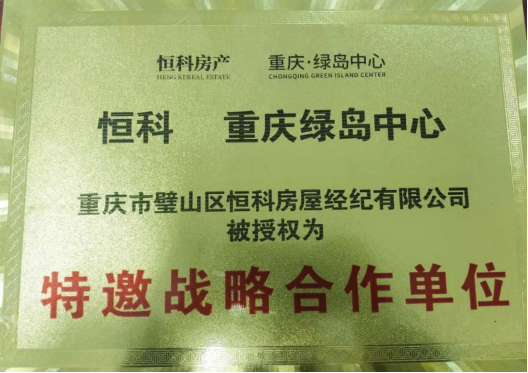 恒科房产 重庆·绿岛中心
HENG KE REAL ESTATE CHONGQING GREEN ISLAND CENTER
恒科 重庆绿岛中心
重庆市璧山区恒科房屋经纪有限公司
被授权为
特邀战略合作单位